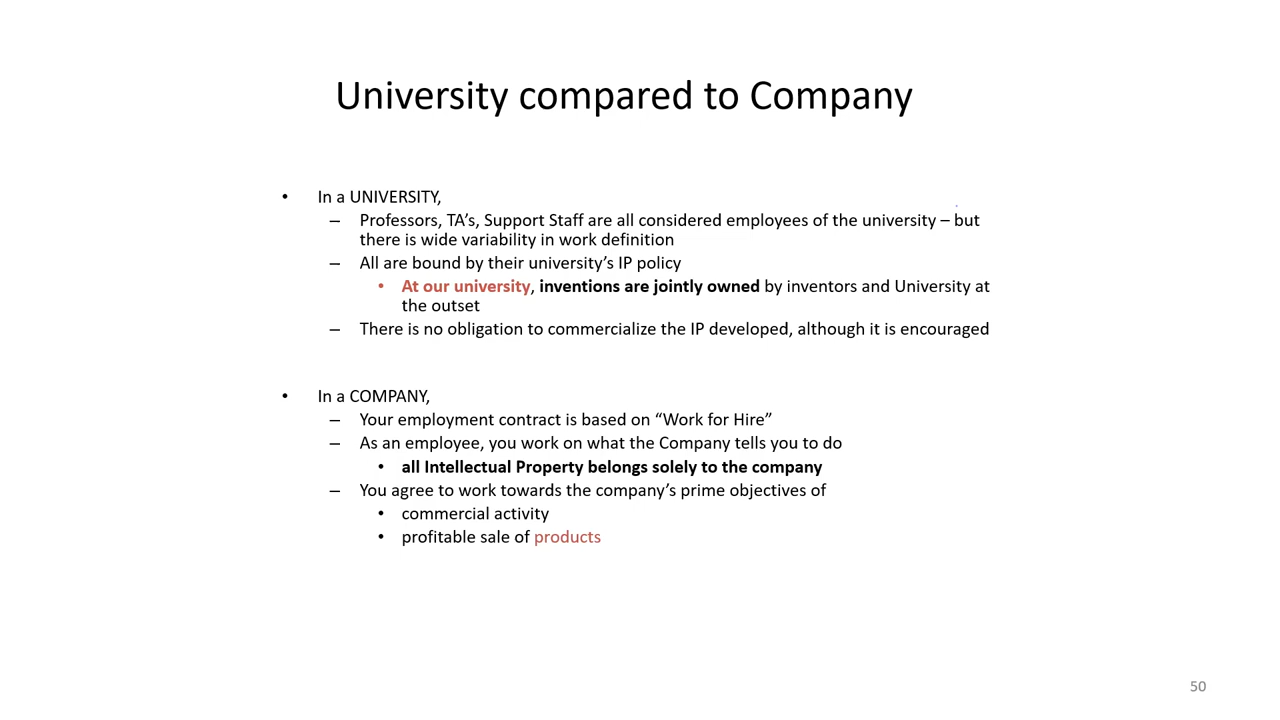 University compared to Company
• In a UNIVERSITY,
– Professors, TA’s, Support Staff are all considered employees of the university – but
there is wide variability in work definition
– All are bound by their university’s IP policy
• At our university, inventions are jointly owned by inventors and University at
the outset
– There is no obligation to commercialize the IP developed, although it is encouraged
• In a COMPANY,
– Your employment contract is based on “Work for Hire”
– As an employee, you work on what the Company tells you to do
• all Intellectual Property belongs solely to the company
– You agree to work towards the company’s prime objectives of
• commercial activity
• profitable sale of products
50